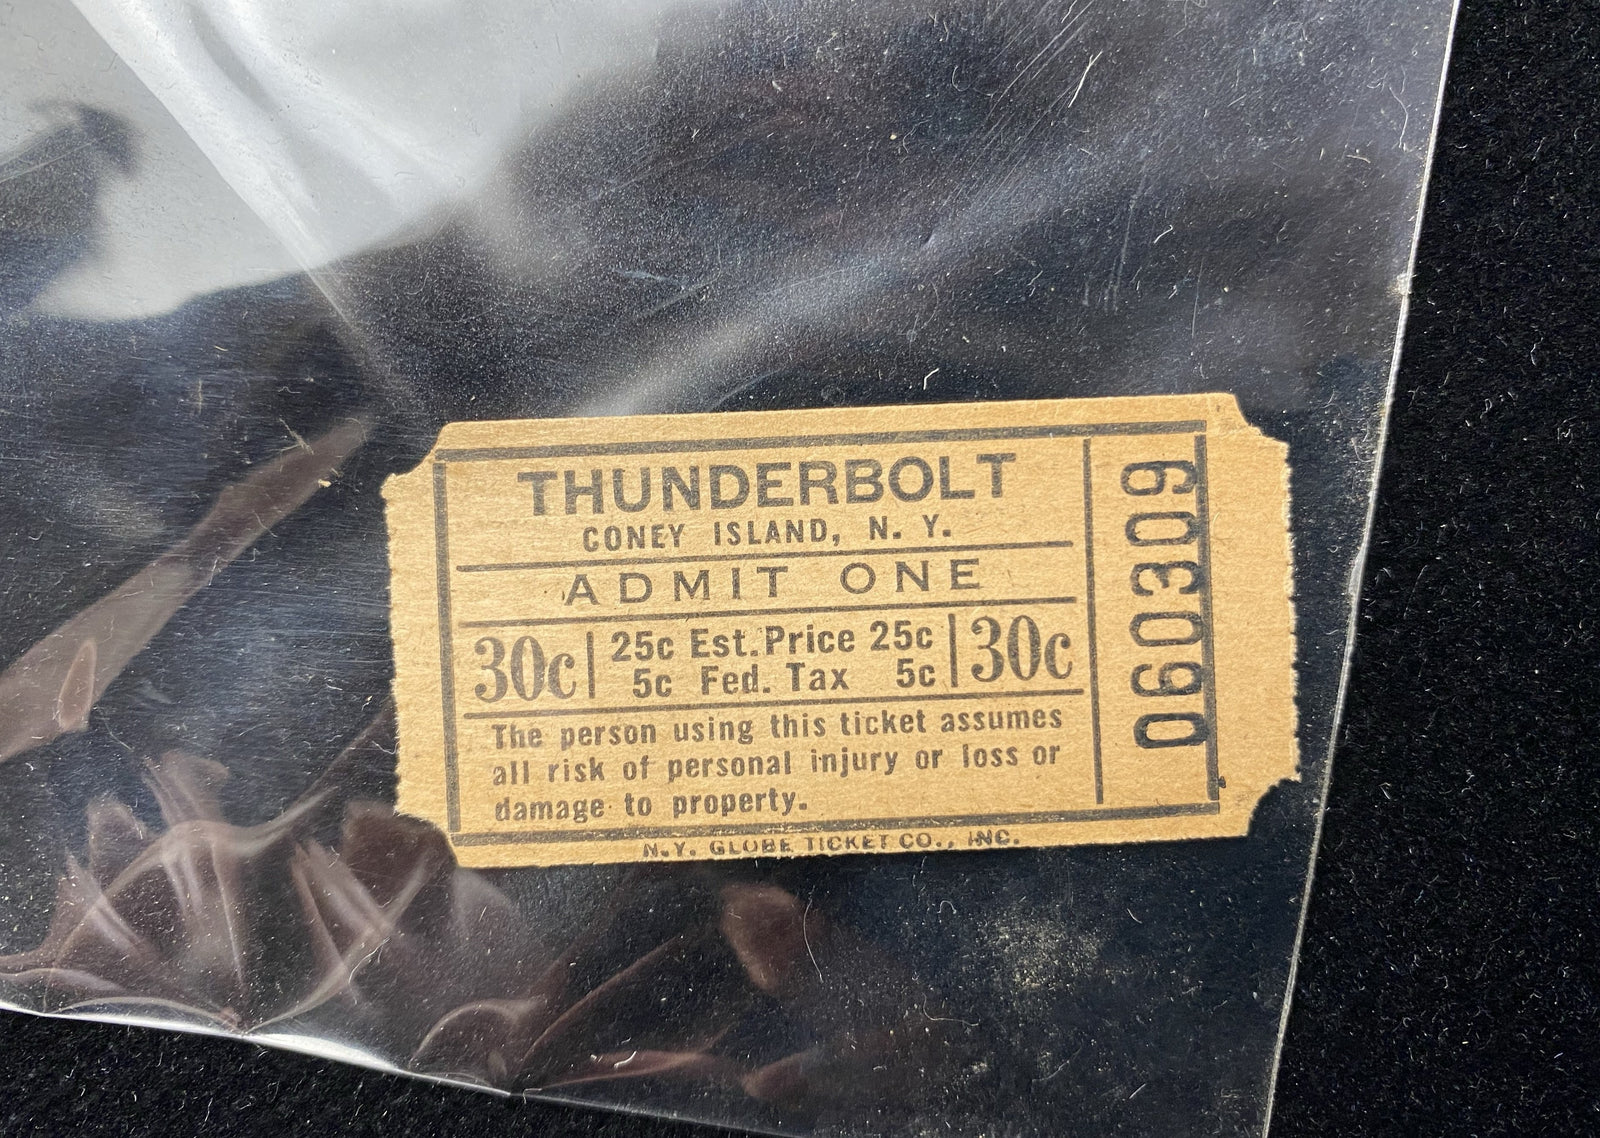 THUNDERBOLT
CONEY ISLAND, N. Y.
ADMIT ONE
30c 25c Est. Price 25c 30c
5c Fed. Tax 5c
The person using this ticket assumes
all risk of personal injury or loss or
damage to property.
N.Y. GLOBE TICKET CO., INC.
060309